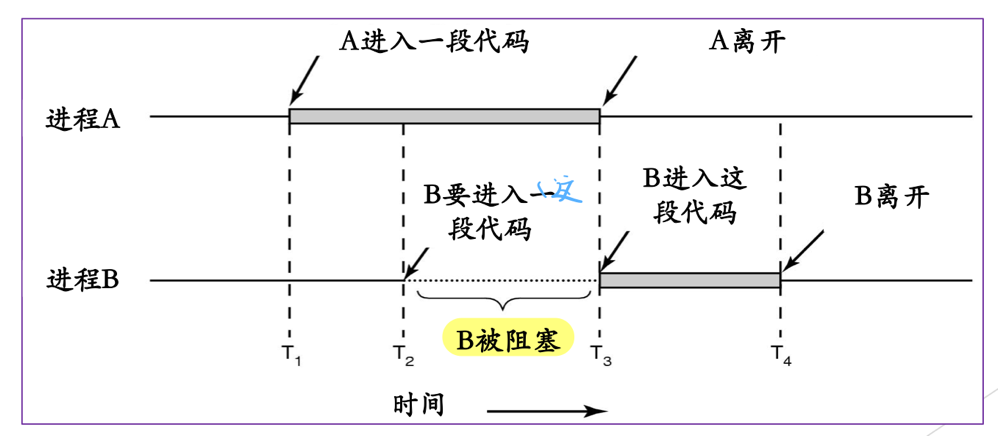 A进入一段代码
A离开
进程A
B要进入一
这
段代码
B进入这
段代码
B离开
进程B
B被阻塞
T1
T2
T3
T4
时间